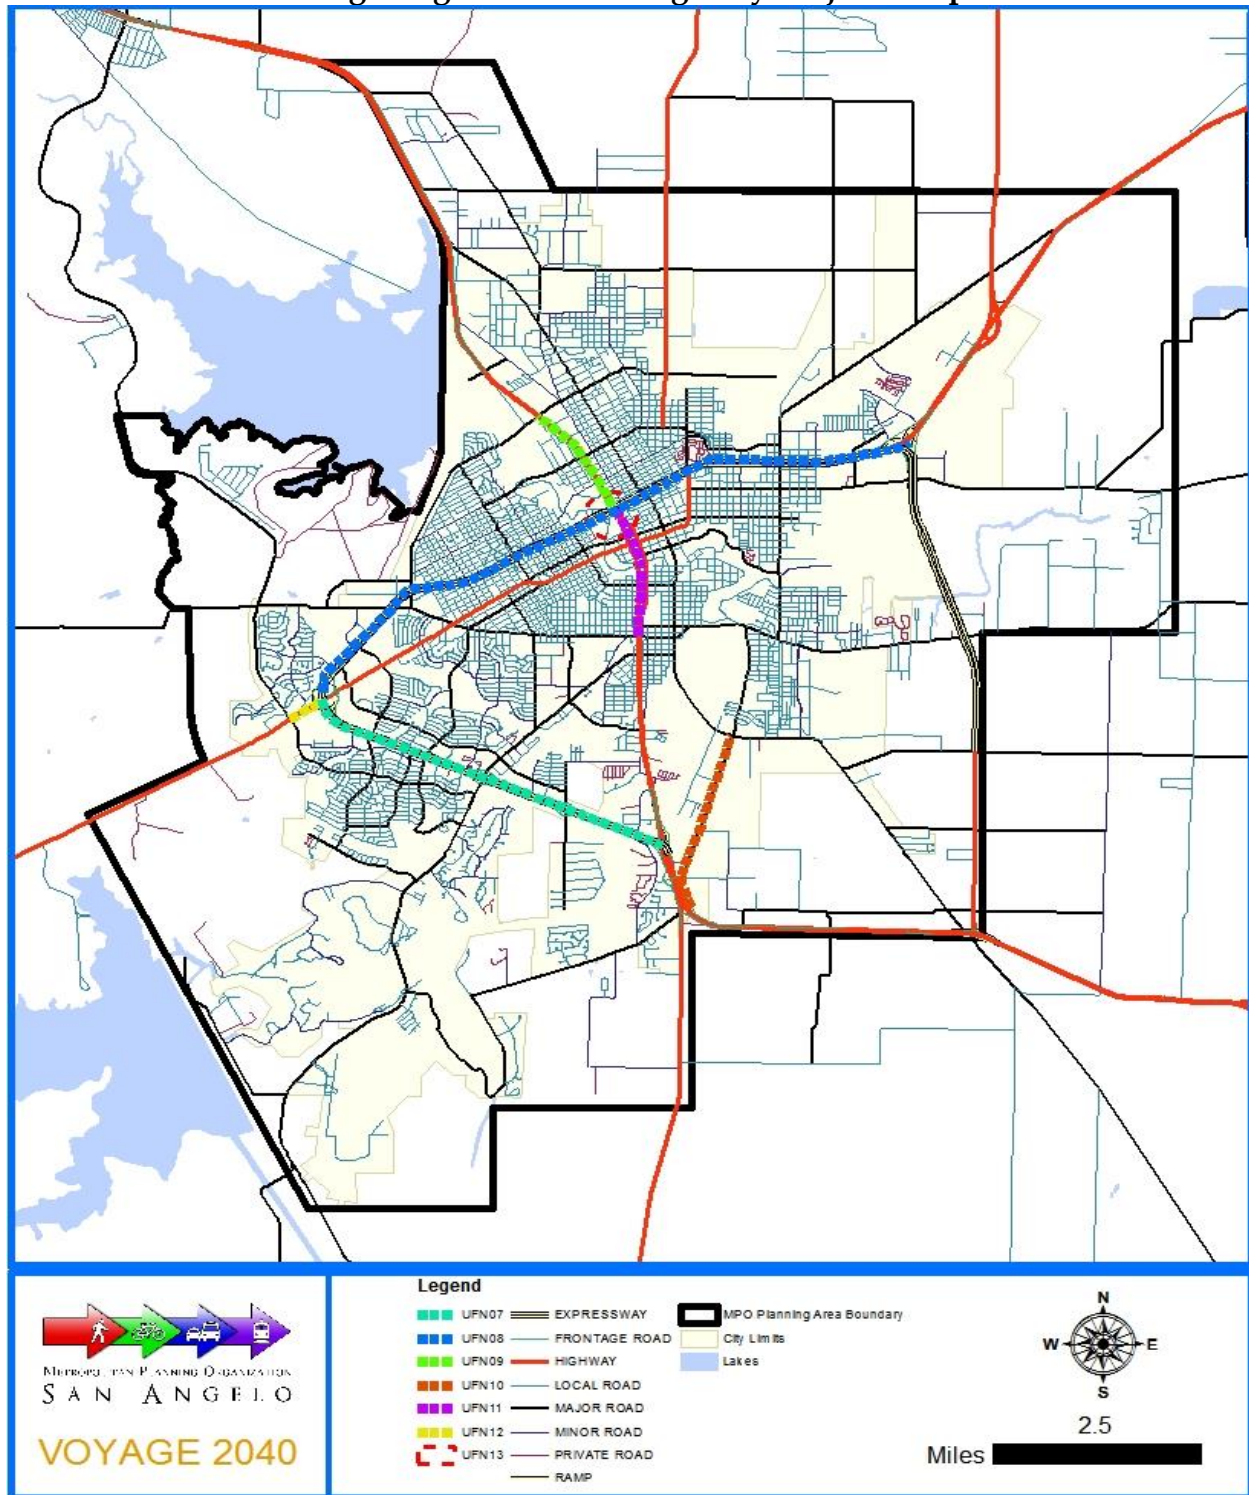 Legend
UFN07 EXPRESSWAY MPO Planning Area Boundary
UFN08 FRONTAGE ROAD City Limits
UFN09 HIGHWAY Lakes
UFN10 LOCAL ROAD
UFN11 MAJOR ROAD
UFN12 MINOR ROAD
UFN13 PRIVATE ROAD
RAMP
N
W E
S
2.5
Miles
METROPOLITAN PLANNING ORGANIZATION
SAN ANGELO
VOYAGE 2040